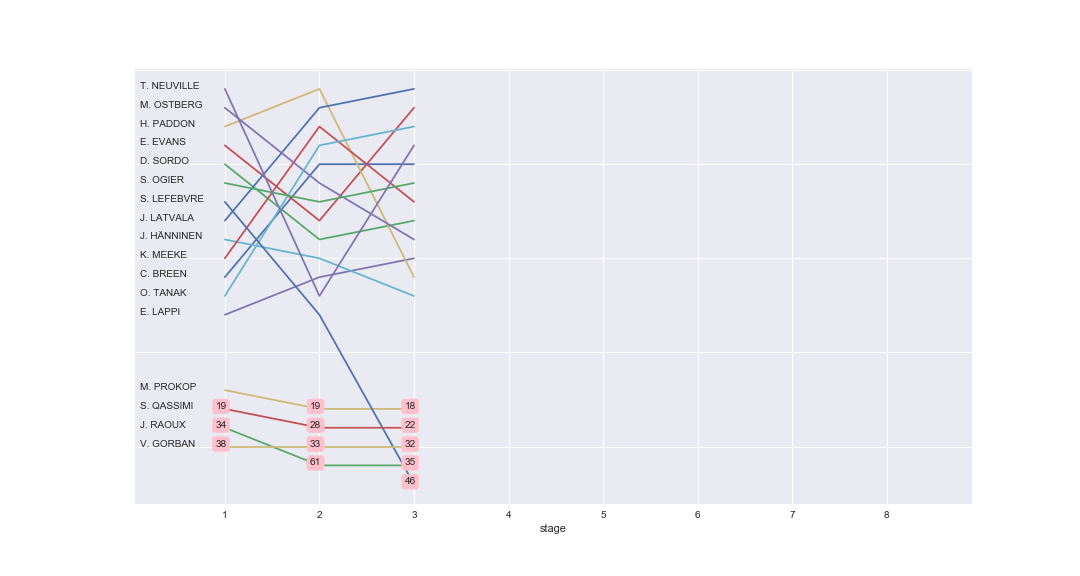 T. NEUVILLE
M. OSTBERG
H. PADDON
E. EVANS
D. SORDO
S. OGIER
S. LEFEBVRE
J. LATVALA
J. HÄNNINEN
K. MEEKE
C. BREEN
O. TANAK
E. LAPPI
M. PROKOP
S. QASSIMI 19 19 18
J. RAOUX 34 28 22
V. GORBAN 38 33 32
61 35
46
1 2 3 4 5 6 7 8
stage